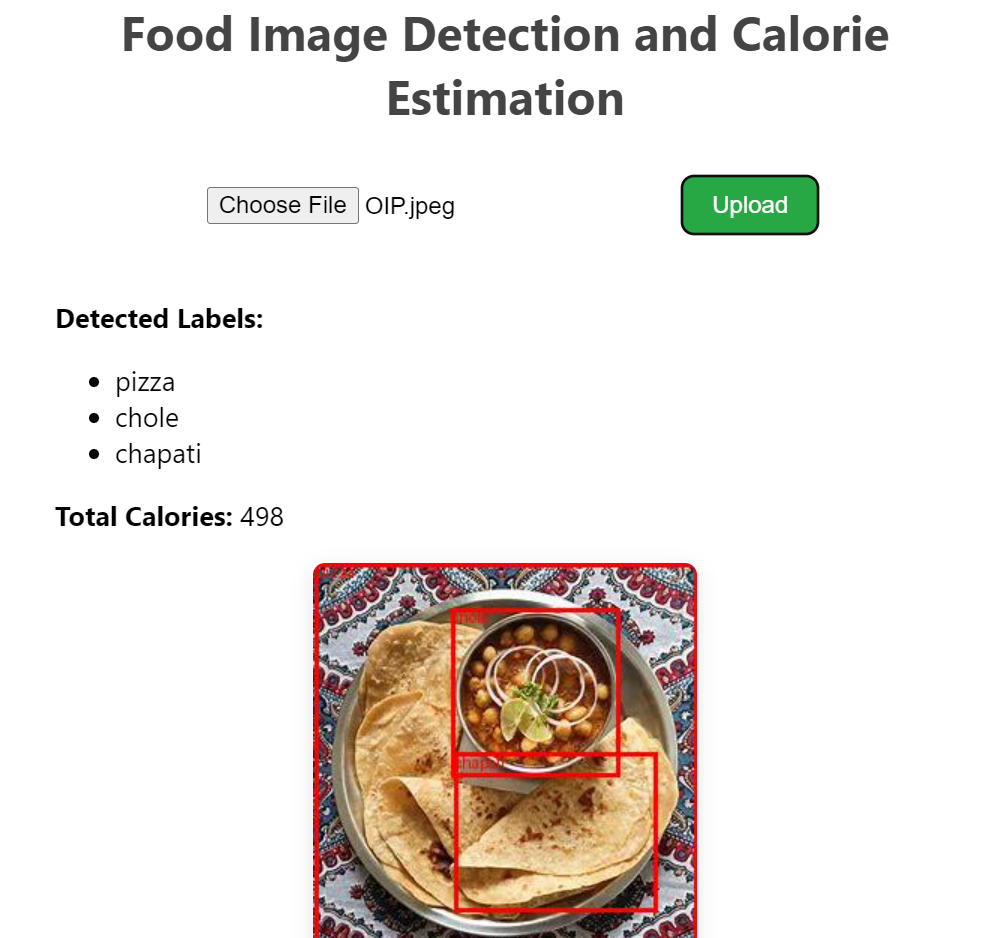 Food Image Detection and Calorie
Estimation
Choose File OIP.jpeg
Upload
Detected Labels:
pizza
chole
chapati
Total Calories: 498
chole
chapati